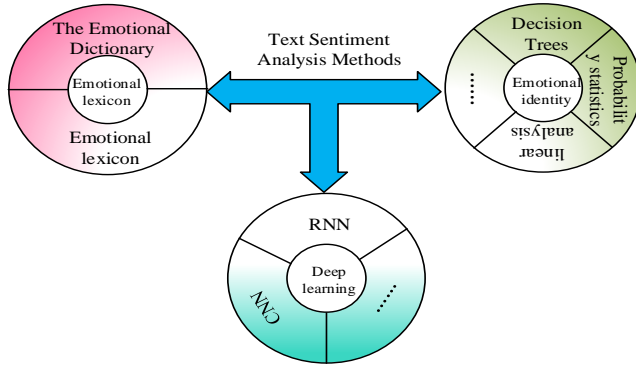 The Emotional
Dictionary
Emotional
lexicon
Emotional
lexicon
Text Sentiment
Analysis Methods
Decision
Trees
Probabilit
y statistics
Emotional
identity
linear
analysis
......
RNN
Deep
learning
CNN
......